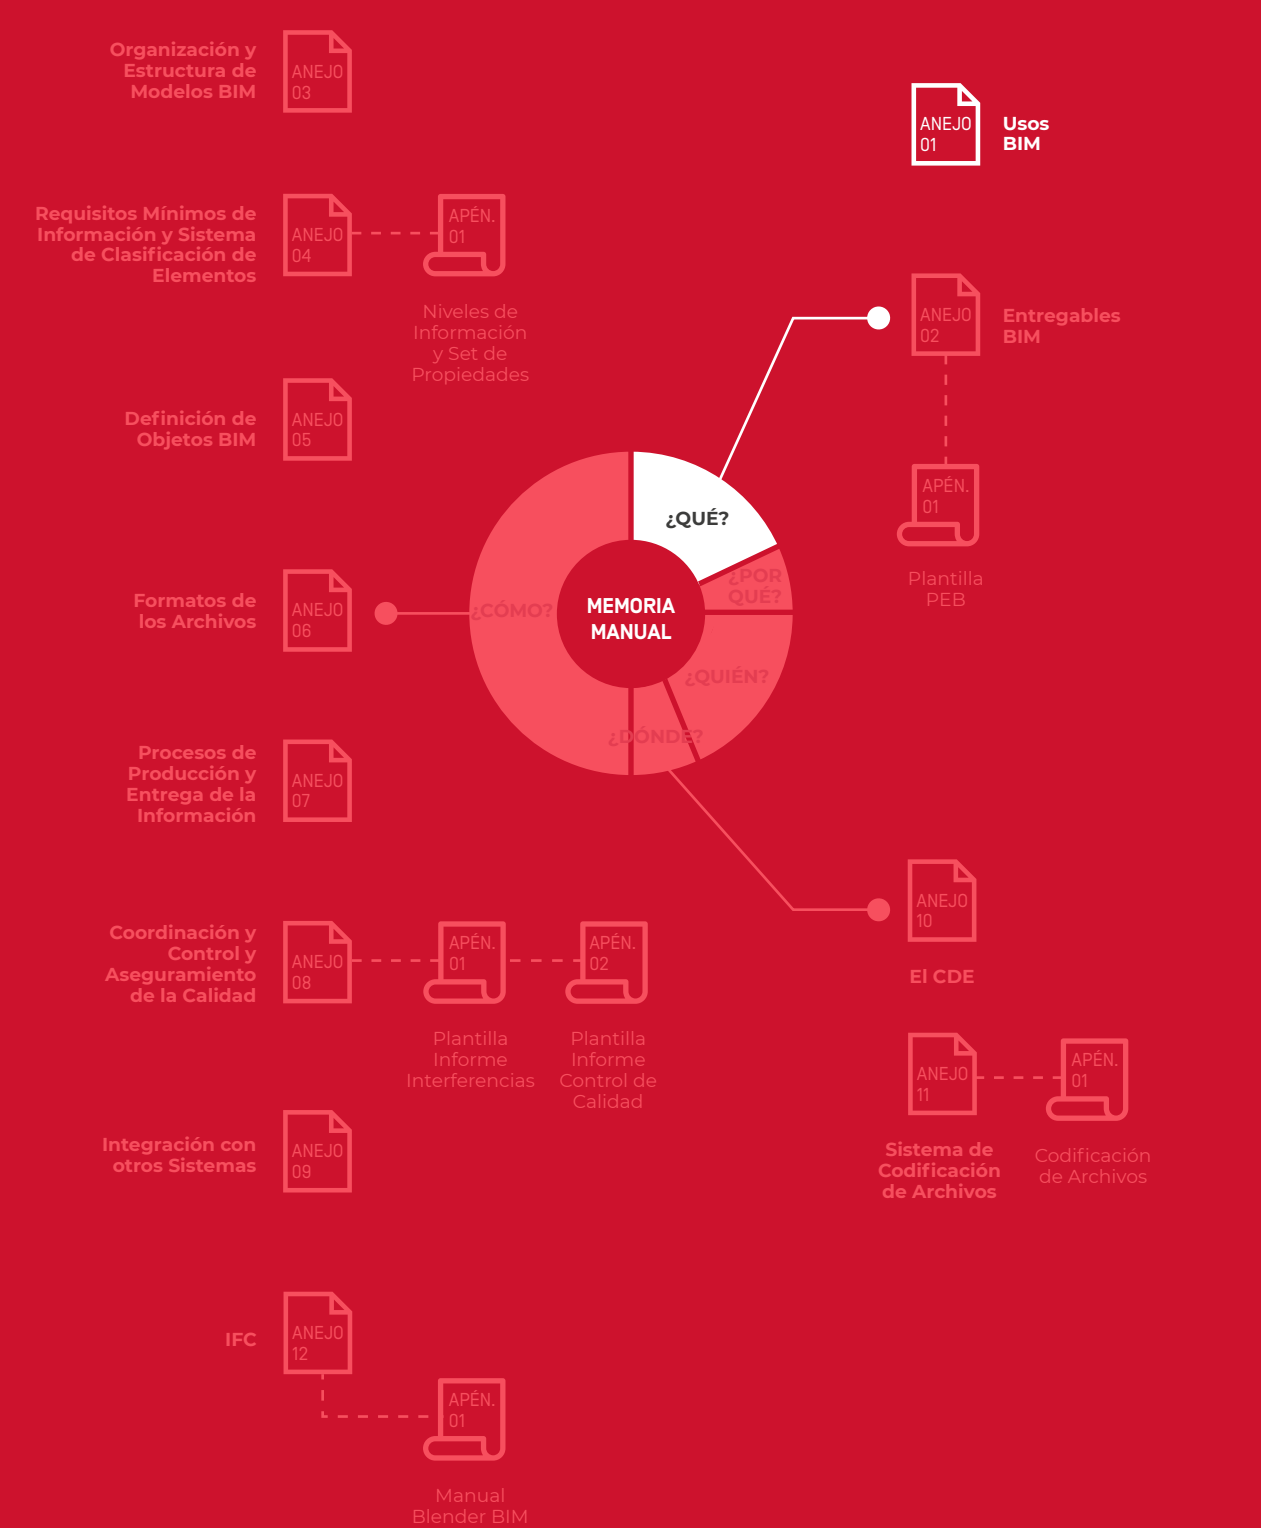 Organización y
Estructura de
Modelos BIM
ANEJO
03
Requisitos Mínimos de
Información y Sistema
de Clasificación de
Elementos
ANEJO
04
APÉN.
01
Niveles de
Información
y Set de
Propiedades
Definición de
Objetos BIM
ANEJO
05
Formatos de
los Archivos
ANEJO
06
Procesos de
Producción y
Entrega de la
Información
ANEJO
07
Coordinación y
Control y
Aseguramiento
de la Calidad
ANEJO
08
APÉN.
01
Plantilla
Informe
Interferencias
APÉN.
02
Plantilla
Informe
Control de
Calidad
Integración con
otros Sistemas
ANEJO
09
IFC
ANEJO
12
APÉN.
01
Manual
Blender BIM
MEMORIA
MANUAL
¿QUÉ?
¿POR
QUÉ?
¿QUIÉN?
¿DÓNDE?
¿CÓMO?
ANEJO
01
Usos
BIM
ANEJO
02
Entregables
BIM
APÉN.
01
Plantilla
PEB
ANEJO
10
El CDE
ANEJO
11
Sistema de
Codificación
de Archivos
APÉN.
01
Codificación
de Archivos